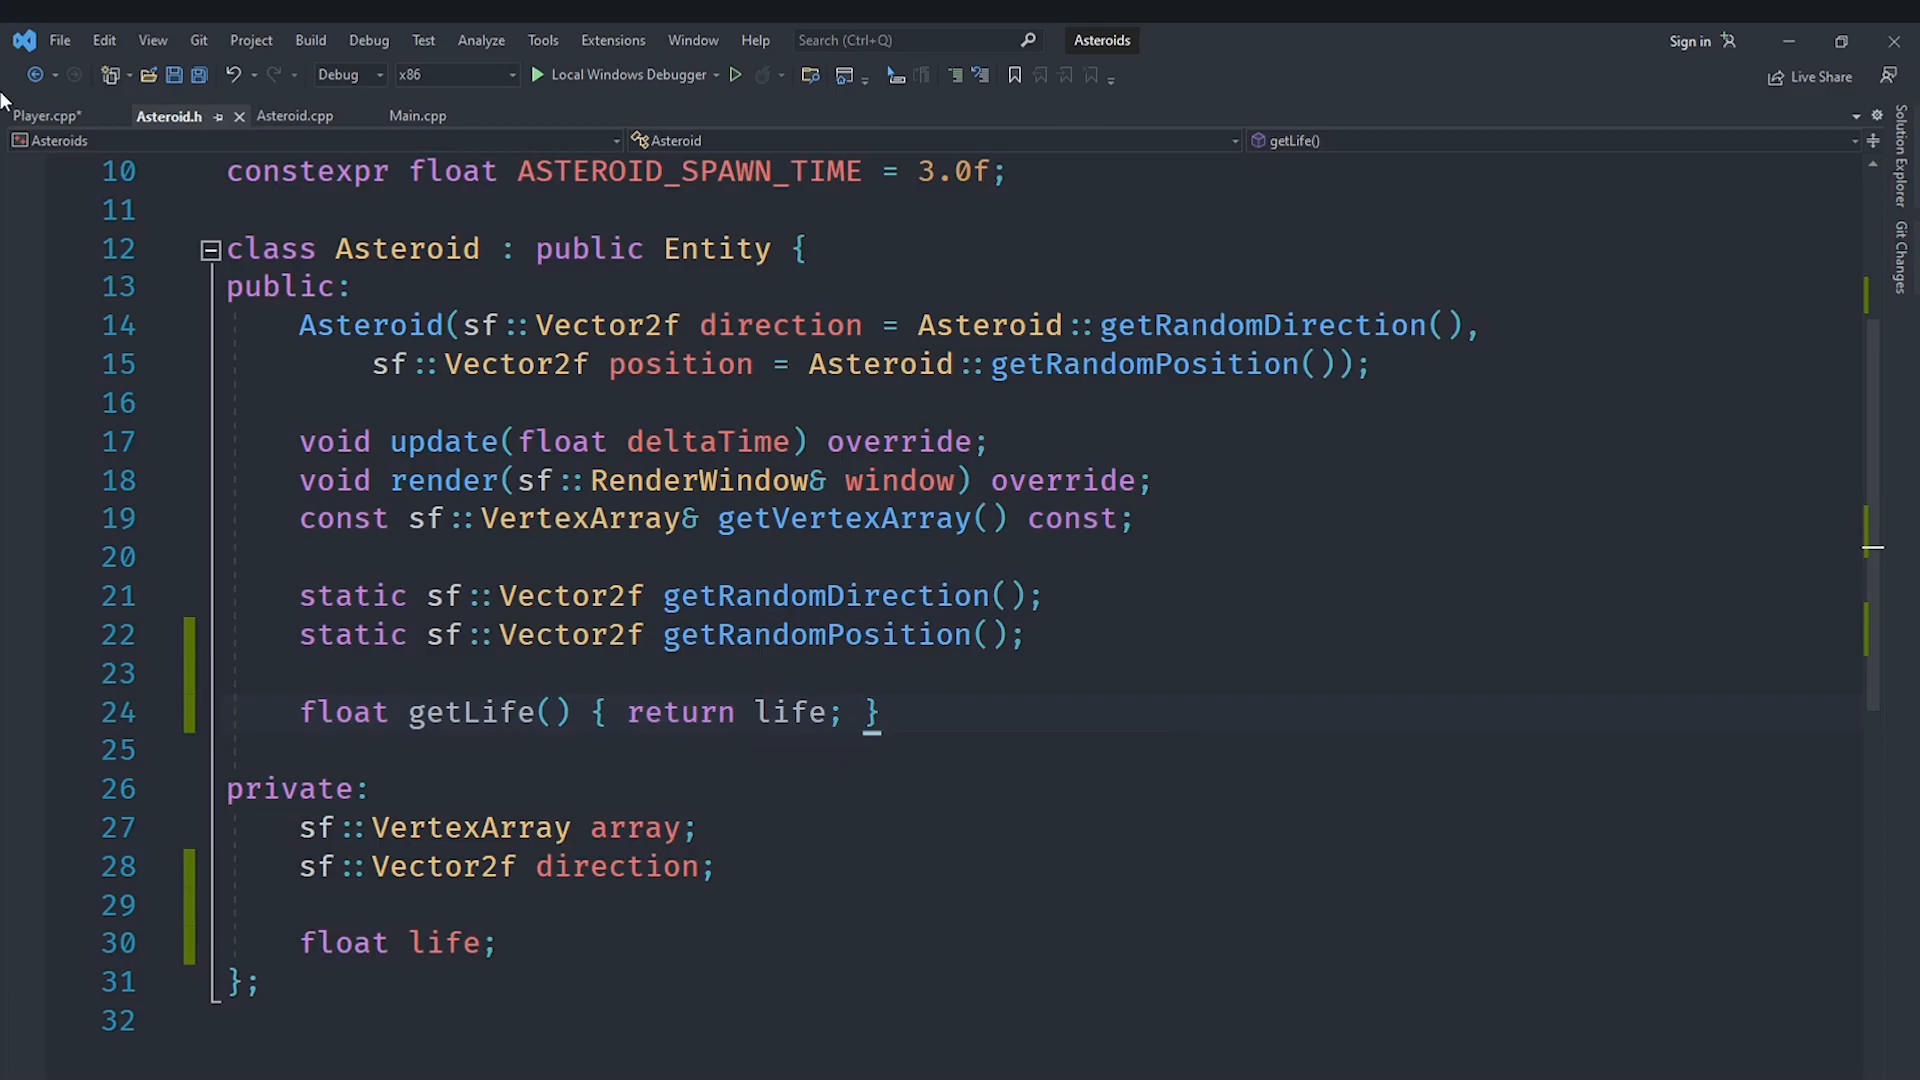 File Edit View Git Project Build Debug Test Analyze Tools Extensions Window Help Search (Ctrl+Q) Asteroids Sign in
Debug x86 Local Windows Debugger Live Share
Player.cpp* Asteroid.h Asteroid.cpp Main.cpp
Asteroids Asteroid getLife()
10 constexpr float ASTEROID_SPAWN_TIME = 3.0f;
11
12 class Asteroid : public Entity {
13 public:
14 Asteroid(sf::Vector2f direction = Asteroid::getRandomDirection(),
15 sf::Vector2f position = Asteroid::getRandomPosition());
16
17 void update(float deltaTime) override;
18 void render(sf::RenderWindow& window) override;
19 const sf::VertexArray& getVertexArray() const;
20
21 static sf::Vector2f getRandomDirection();
22 static sf::Vector2f getRandomPosition();
23
24 float getLife() { return life; }
25
26 private:
27 sf::VertexArray array;
28 sf::Vector2f direction;
29
30 float life;
31 };
32
Solution Explorer
Git Changes